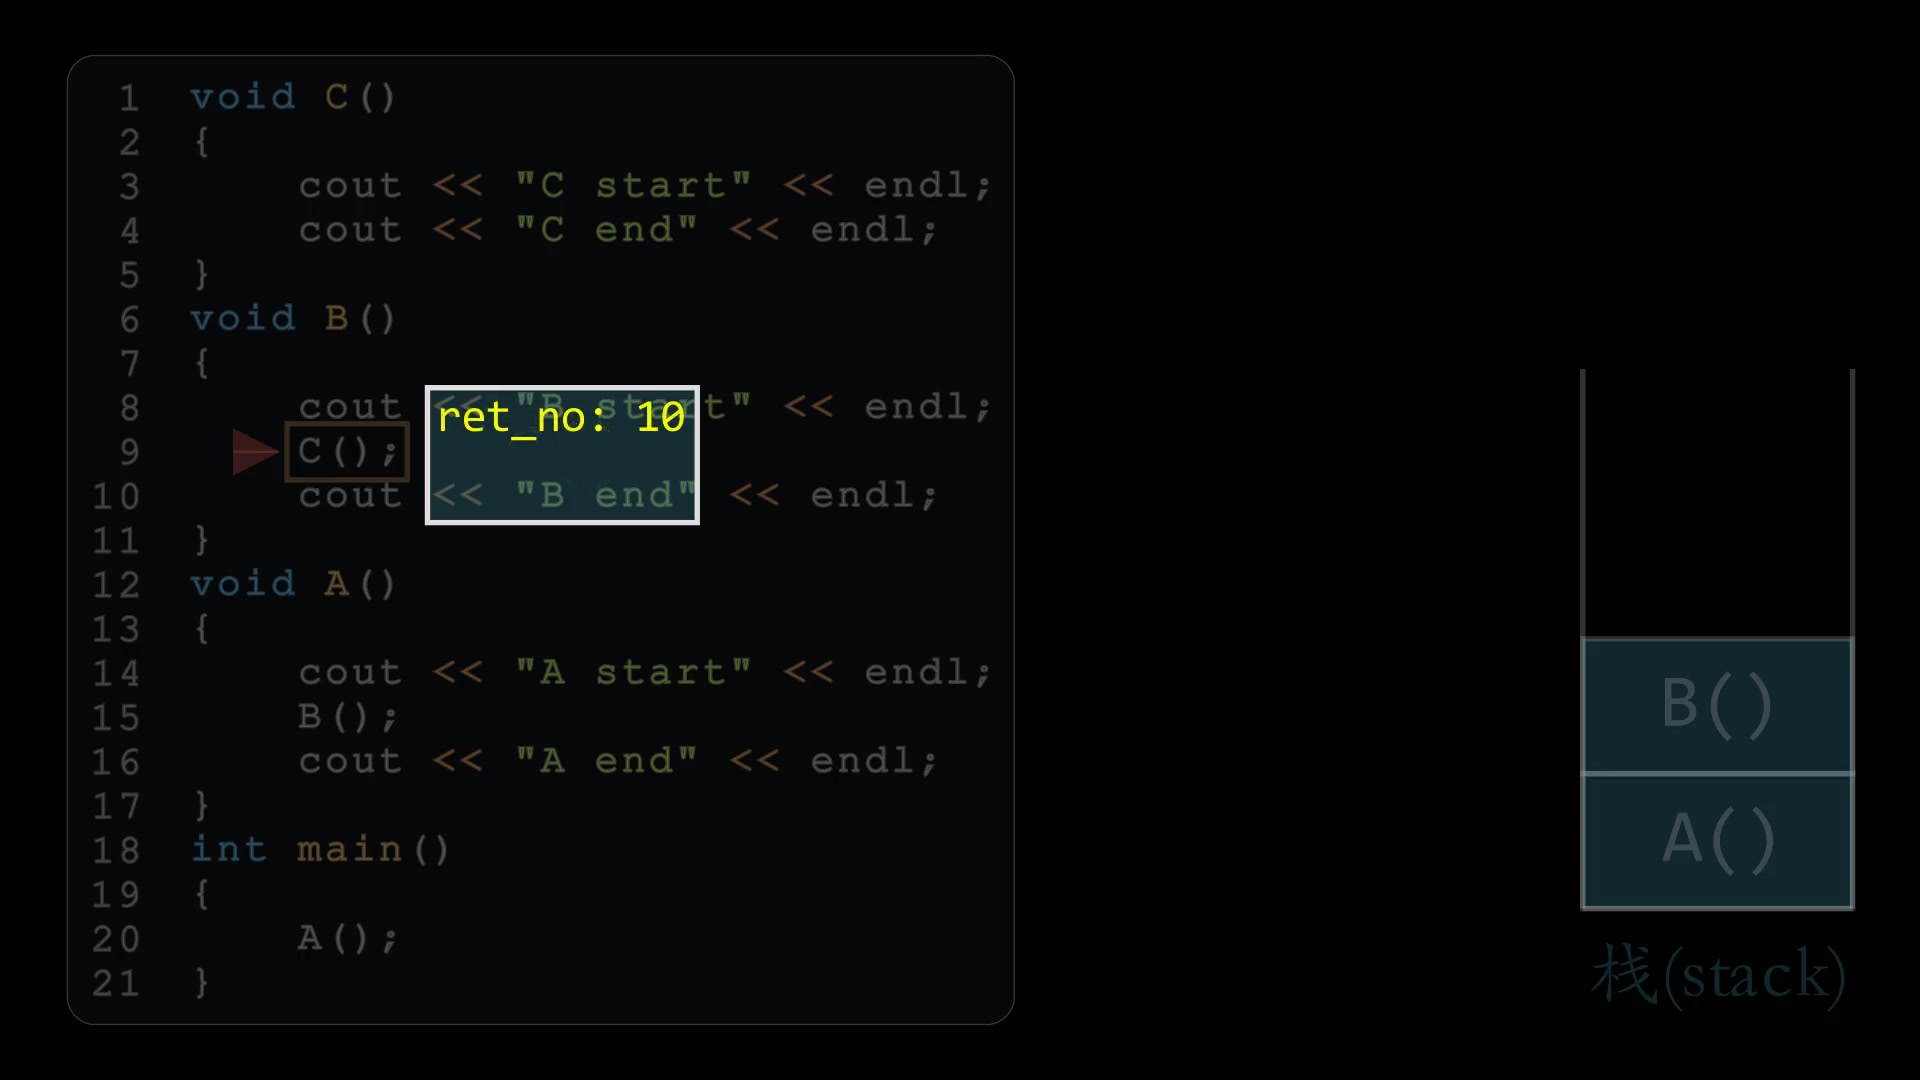 1 void C()
2 {
3 cout << "C start" << endl;
4 cout << "C end" << endl;
5 }
6 void B()
7 {
8 cout << "B start" << endl;
ret_no: 10
9 C();
10 cout << "B end" << endl;
11 }
12 void A()
13 {
14 cout << "A start" << endl;
15 B();
16 cout << "A end" << endl;
17 }
18 int main()
19 {
20 A();
21 }
B()
A()
栈(stack)